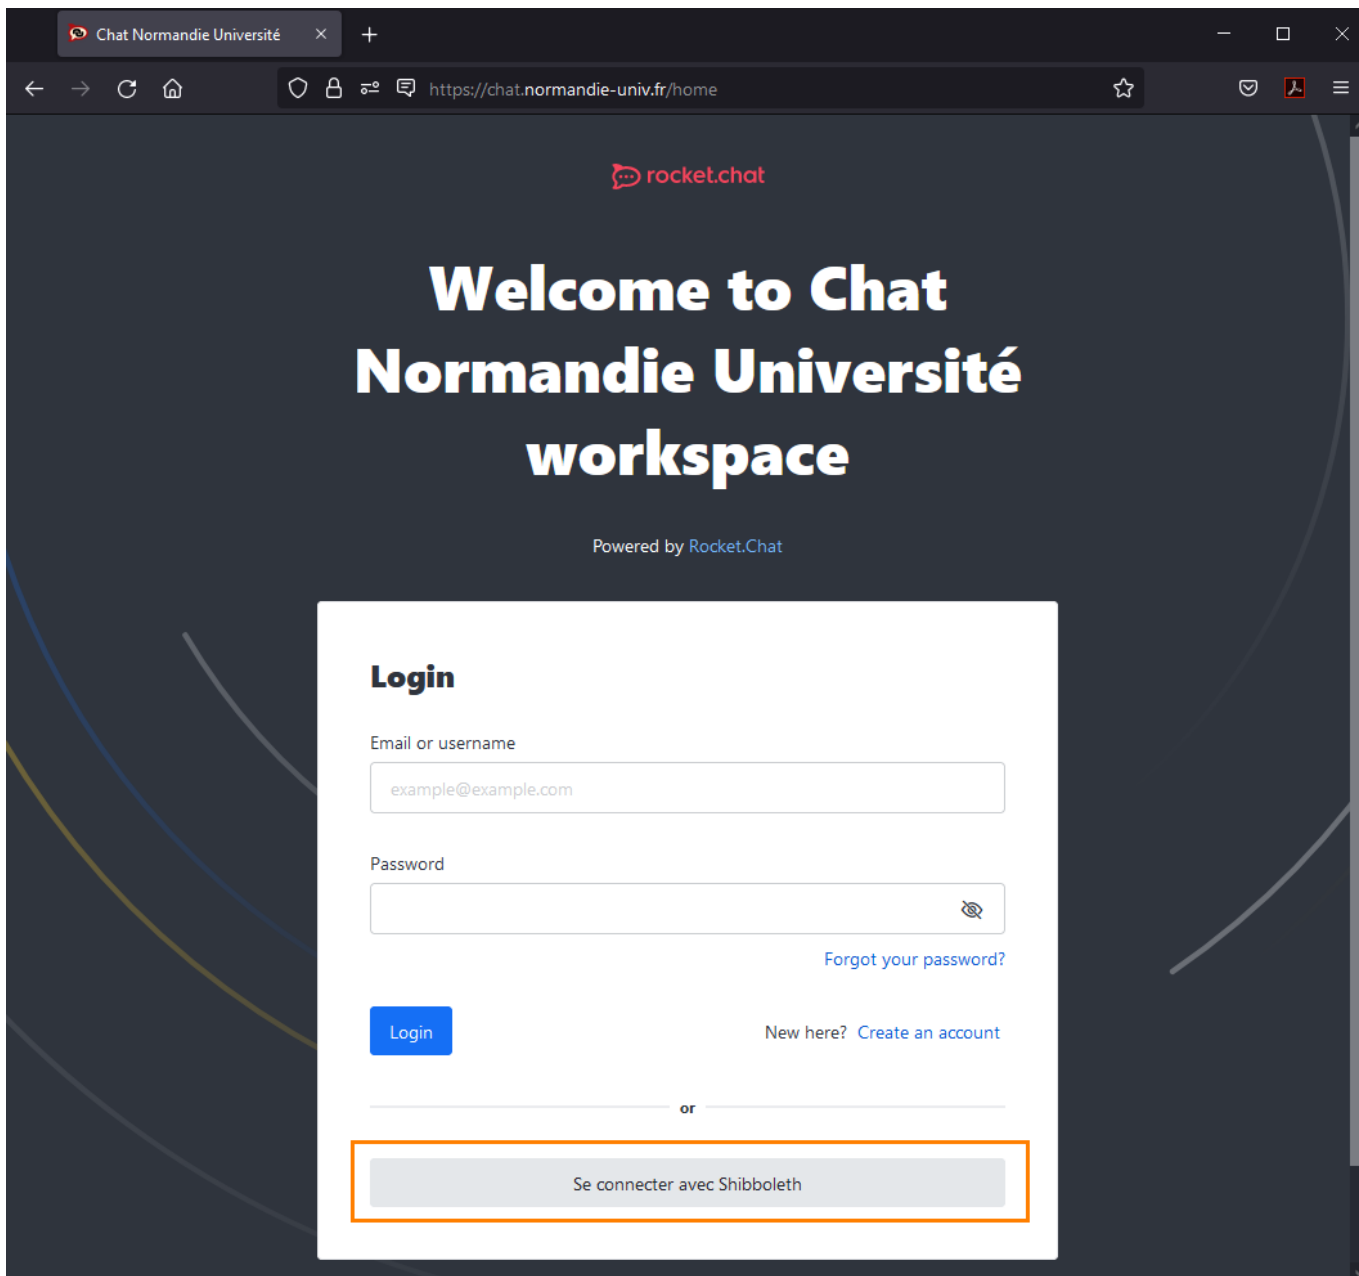 Chat Normandie Université
https://chat.normandie-univ.fr/home
rocket.chat
Welcome to Chat
Normandie Université
workspace
Powered by Rocket.Chat
Login
Email or username
example@example.com
Password
Forgot your password?
Login
New here? Create an account
or
Se connecter avec Shibboleth